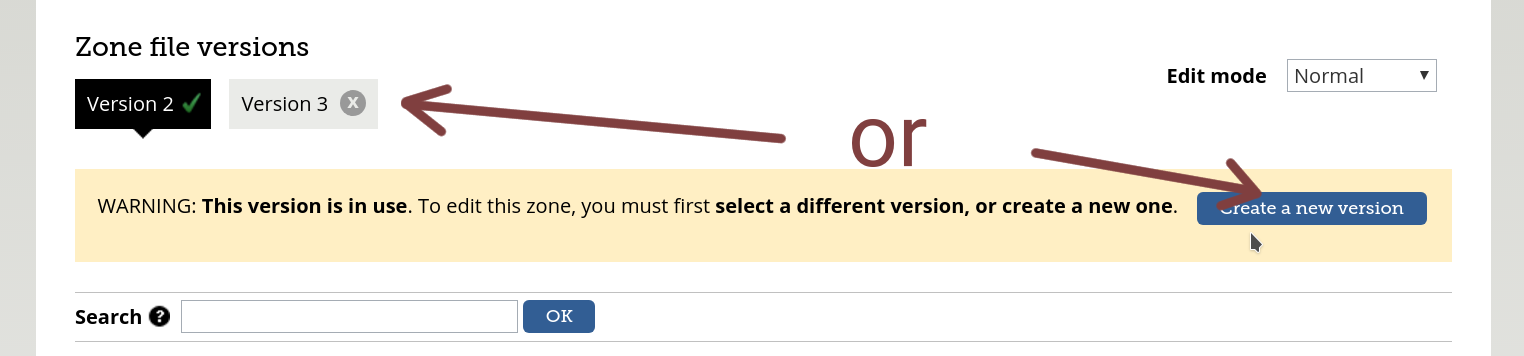 Zone file versions
Edit mode Normal
Version 2 Version 3 X
or
WARNING: This version is in use. To edit this zone, you must first select a different version, or create a new one. Create a new version
Search ? OK